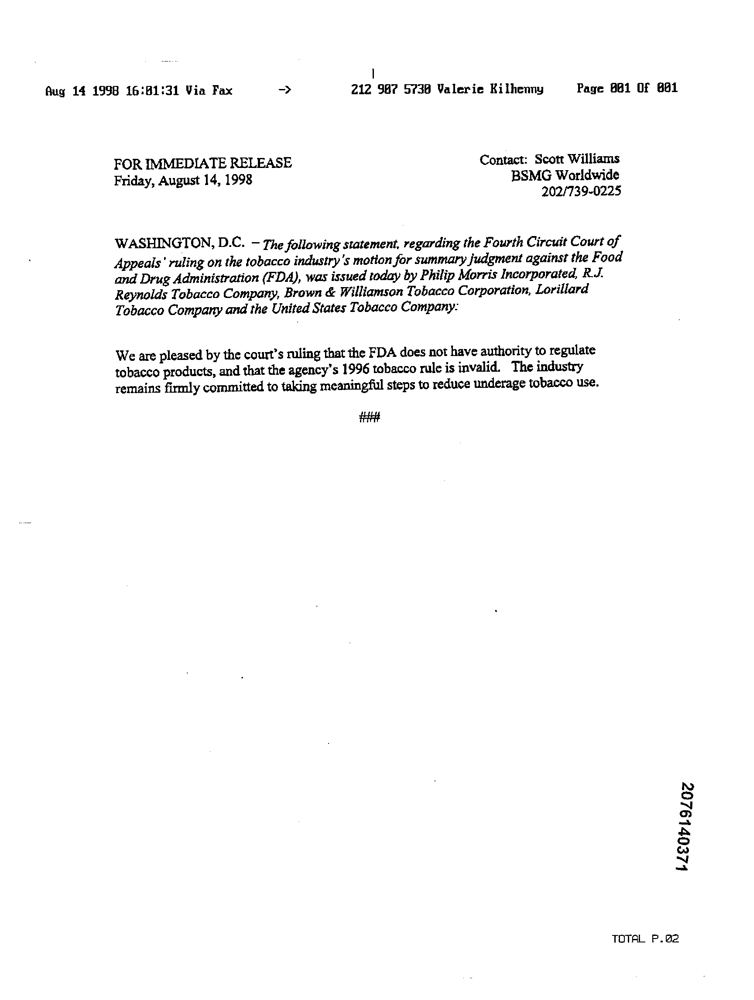 Aug 14 1998 16:01:31 Via Fax -> 212 907 5730 Valerie Kilhenny Page 001 Of 001
FOR IMMEDIATE RELEASE
Friday, August 14, 1998
Contact: Scott Williams
BSMG Worldwide
202/739-0225
WASHINGTON, D.C. – The following statement, regarding the Fourth Circuit Court of
Appeals' ruling on the tobacco industry's motion for summary judgment against the Food
and Drug Administration (FDA), was issued today by Philip Morris Incorporated, R.J.
Reynolds Tobacco Company, Brown & Williamson Tobacco Corporation, Lorillard
Tobacco Company and the United States Tobacco Company:
We are pleased by the court's ruling that the FDA does not have authority to regulate
tobacco products, and that the agency's 1996 tobacco rule is invalid. The industry
remains firmly committed to taking meaningful steps to reduce underage tobacco use.
###
2076140371
TOTAL P.02